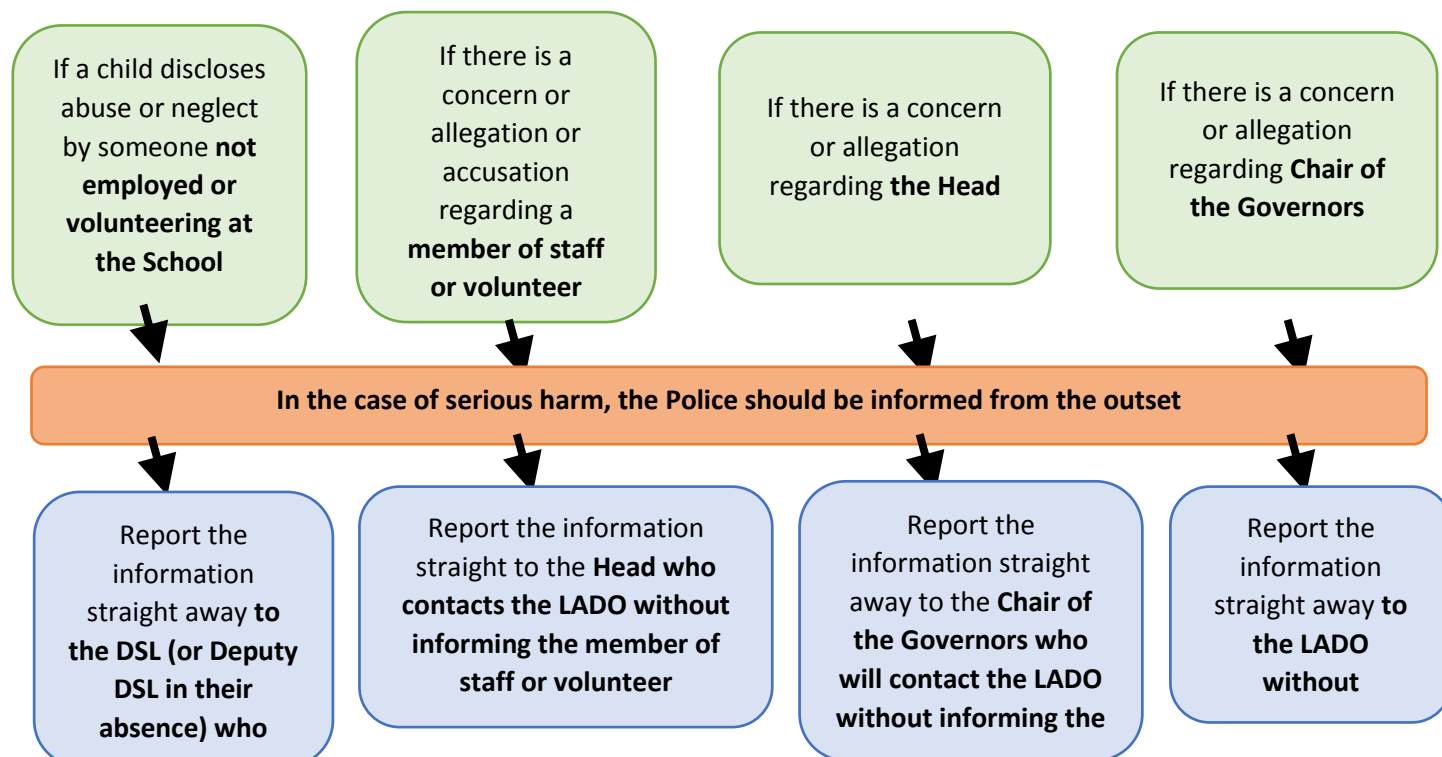 If a child discloses
abuse or neglect
by someone not
employed or
volunteering at
the School
If there is a
concern or
allegation or
accusation
regarding a
member of staff
or volunteer
If there is a concern
or allegation
regarding the Head
If there is a concern
or allegation
regarding Chair of
the Governors
In the case of serious harm, the Police should be informed from the outset
Report the
information
straight away to
the DSL (or Deputy
DSL in their
absence) who
Report the information
straight to the Head who
contacts the LADO without
informing the member of
staff or volunteer
Report the
information straight
away to the Chair of
the Governors who
will contact the LADO
without informing the
Report the
information
straight away to
the LADO
without